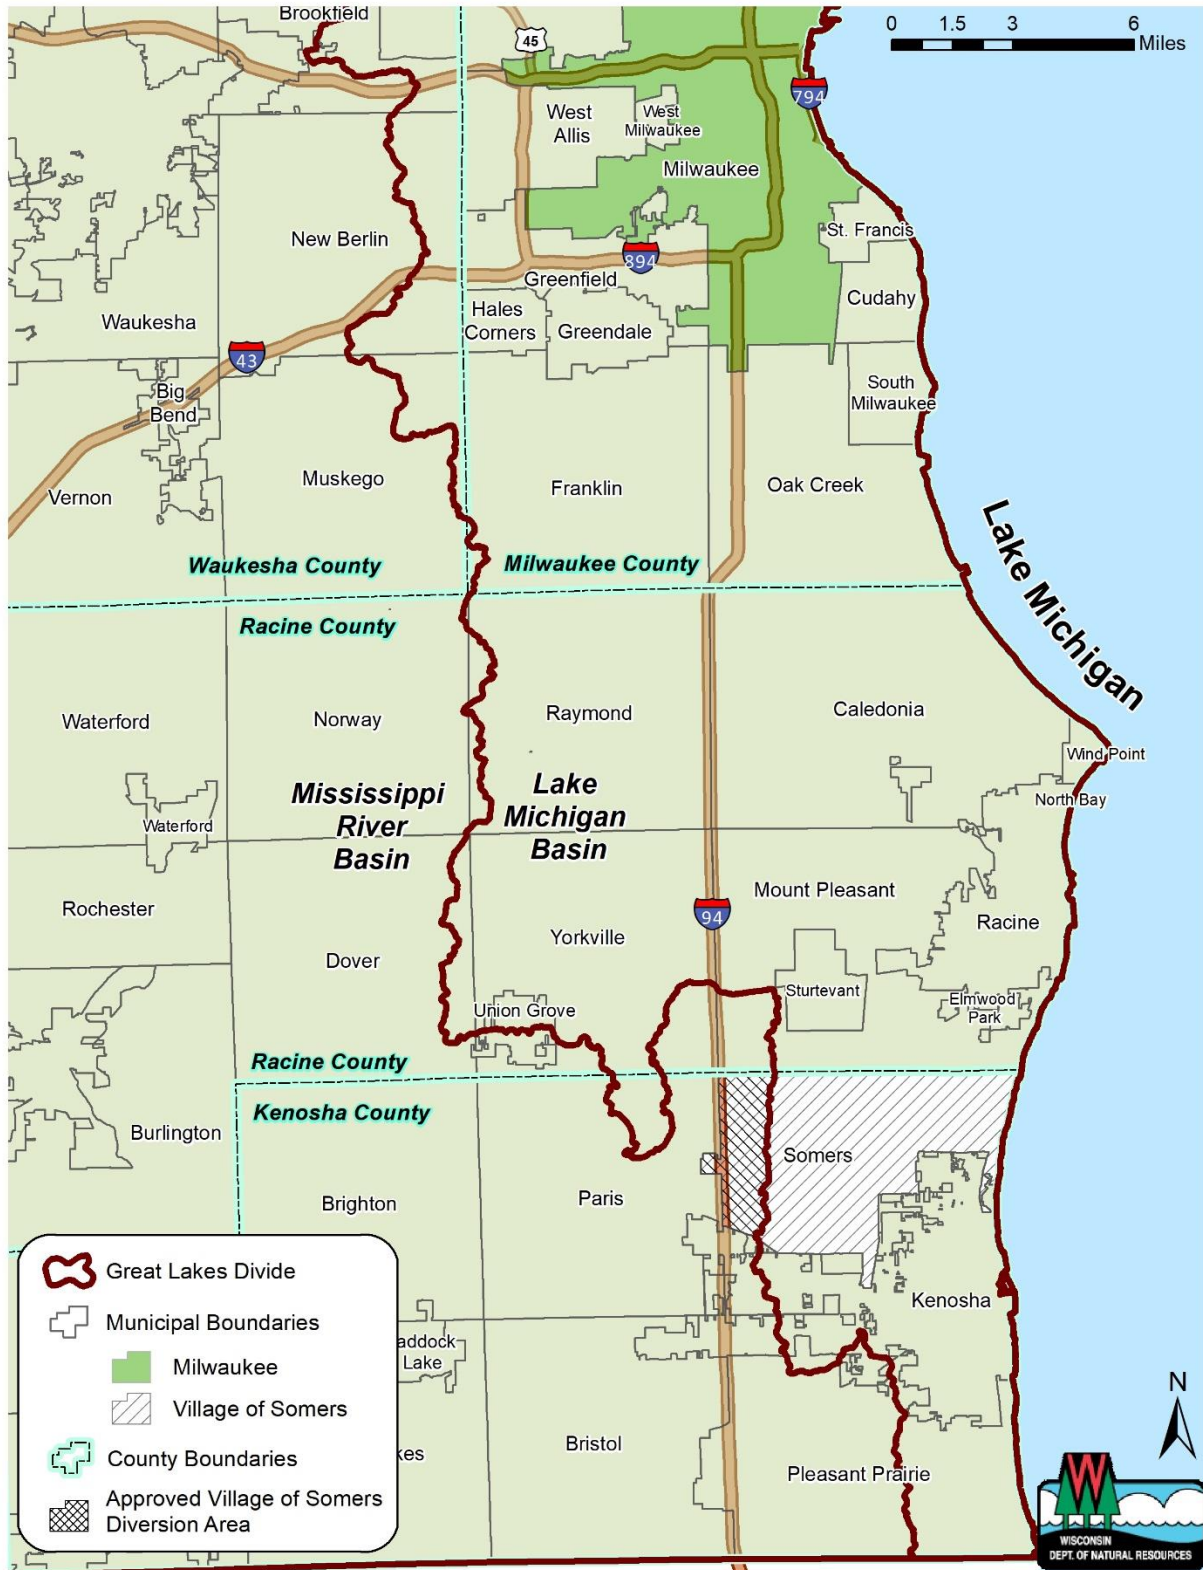 Brookfield
45
0 1.5 3 6
Miles
794
West
Allis
West
Milwaukee
Milwaukee
New Berlin
St. Francis
894
Greenfield
Cudahy
Waukesha
Hales
Corners
Greendale
43
Big
Bend
South
Milwaukee
Muskego
Franklin
Oak Creek
Vernon
Lake Michigan
Waukesha County
Milwaukee County
Racine County
Waterford
Norway
Raymond
Caledonia
Wind Point
Mississippi
River
Basin
Lake
Michigan
Basin
North Bay
Waterford
Mount Pleasant
Rochester
94
Racine
Yorkville
Dover
Sturtevant
Elmwood
Park
Union Grove
Racine County
Kenosha County
Burlington
Somers
Brighton
Paris
Kenosha
addock
Lake
kes
Bristol
Pleasant Prairie
Great Lakes Divide
Municipal Boundaries
Milwaukee
Village of Somers
County Boundaries
Approved Village of Somers
Diversion Area
N
W
WISCONSIN
DEPT. OF NATURAL RESOURCES